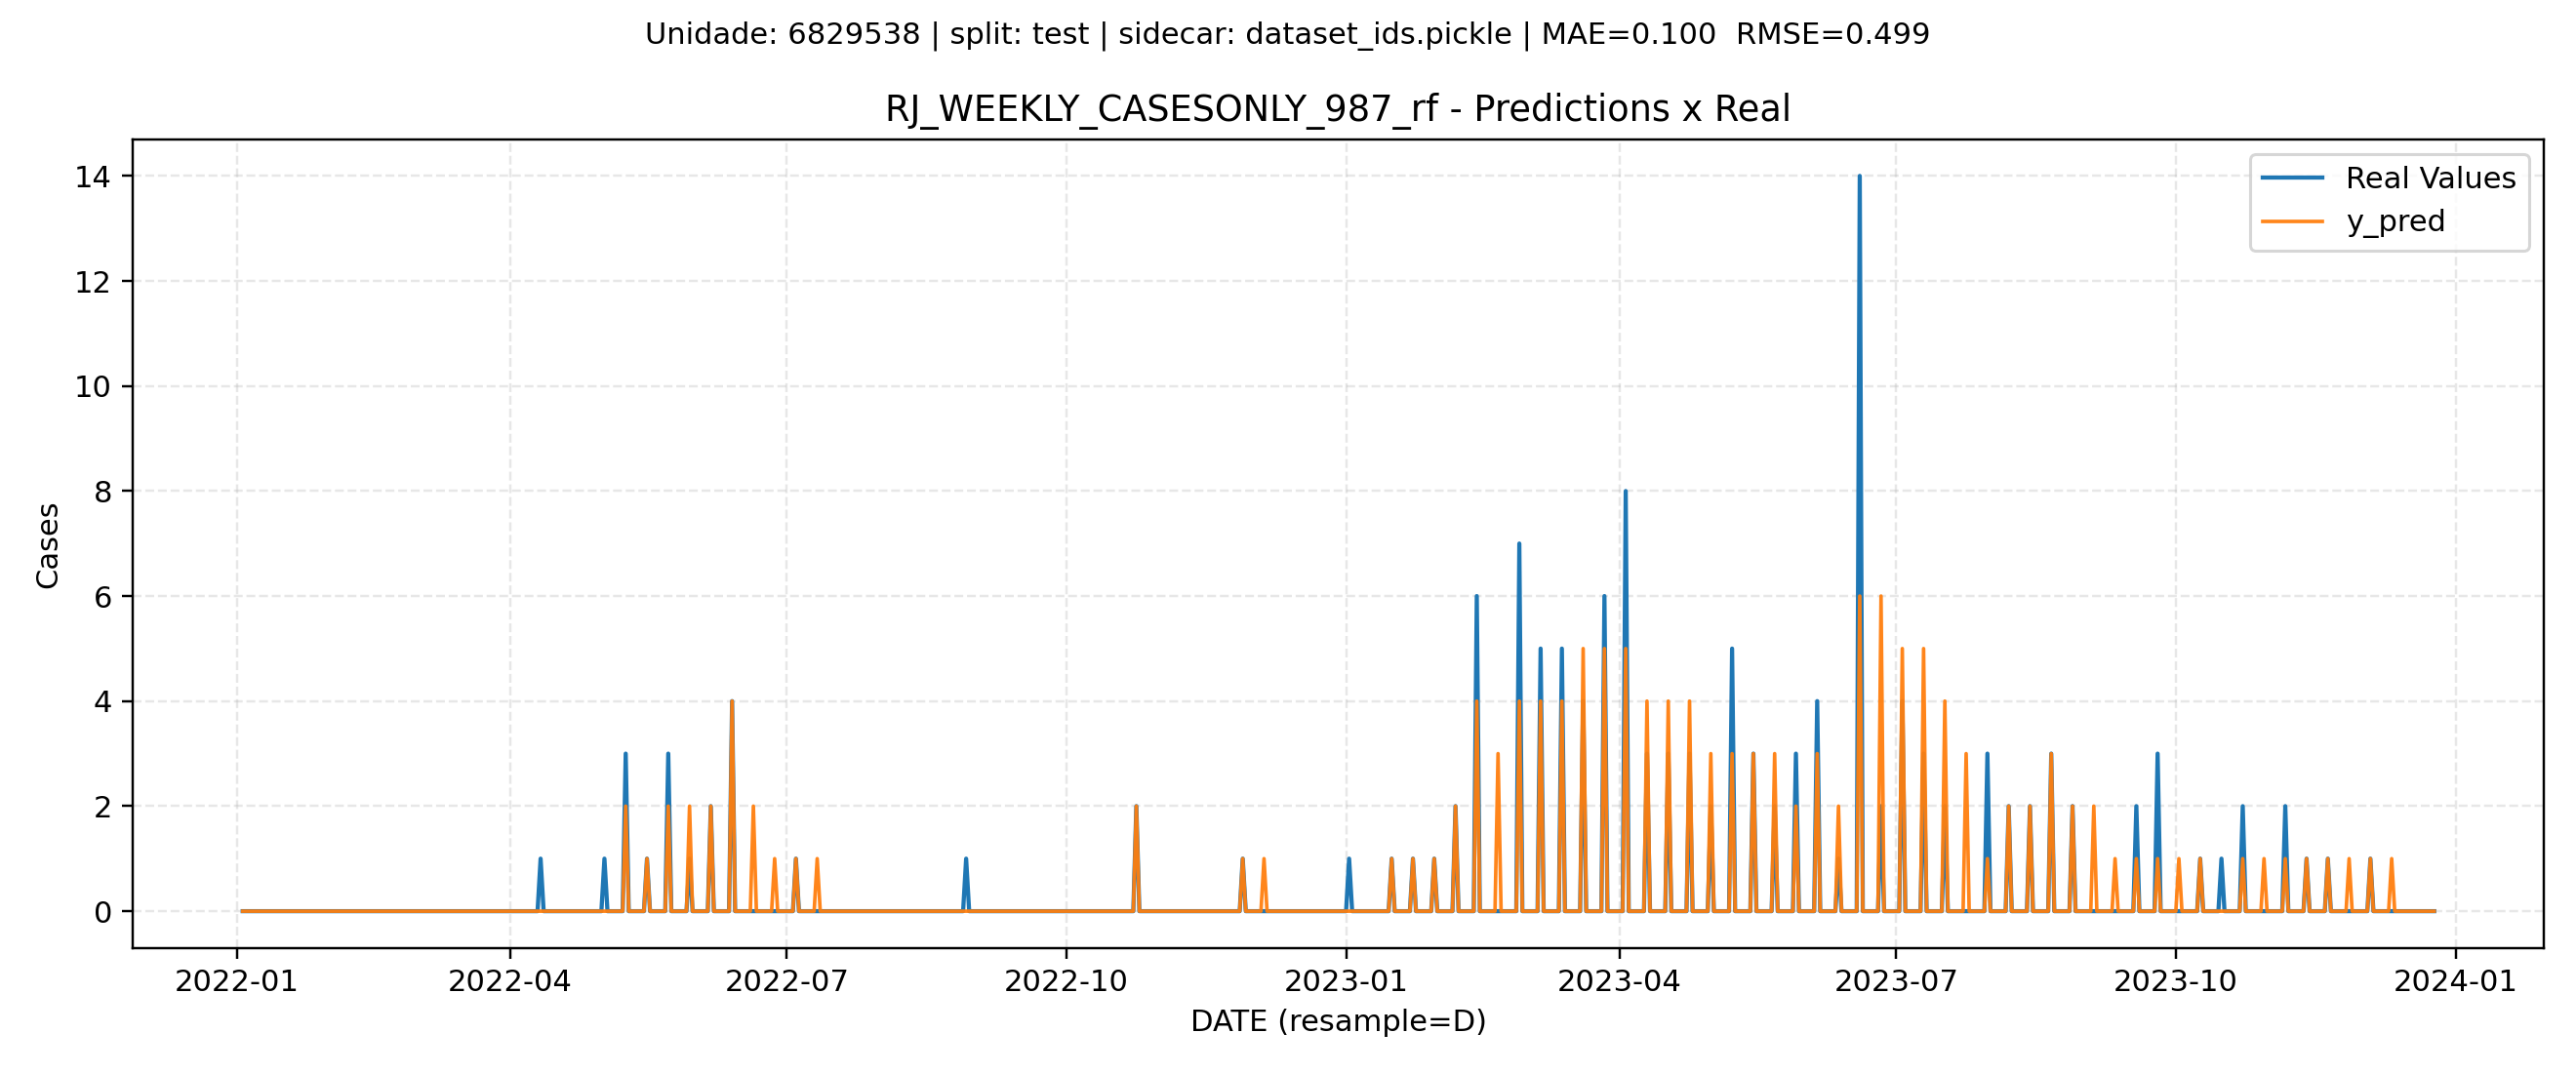 Unidade: 6829538 | split: test | sidecar: dataset_ids.pickle | MAE=0.100  RMSE=0.499
RJ_WEEKLY_CASESONLY_987_rf - Predictions x Real
Real Values
y_pred
14
12
10
8
6
4
2
0
Cases
2022-01
2022-04
2022-07
2022-10
2023-01
2023-04
2023-07
2023-10
2024-01
DATE (resample=D)